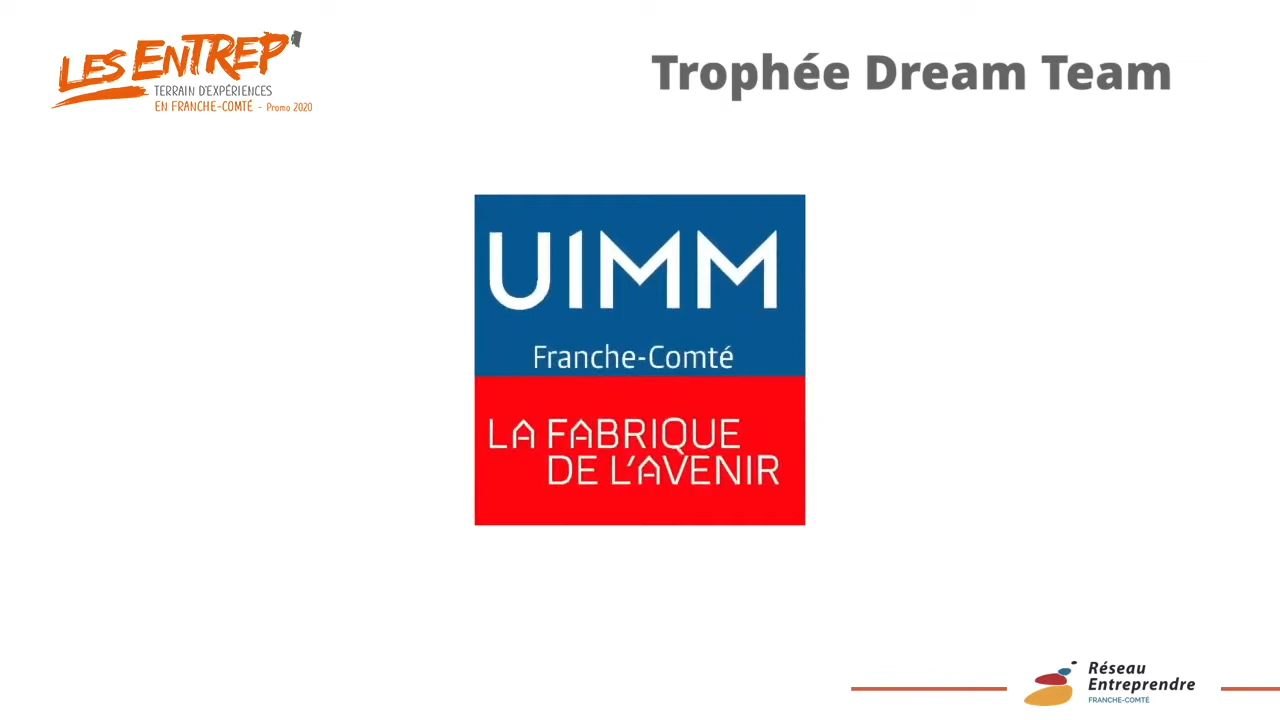 LES ENTREP'
TERRAIN D'EXPÉRIENCES
EN FRANCHE-COMTÉ - Promo 2020
Trophée Dream Team
UIMM
Franche-Comté
LA FABRIQUE
DE L'AVENIR
Réseau
Entreprendre
FRANCHE-COMTÉ